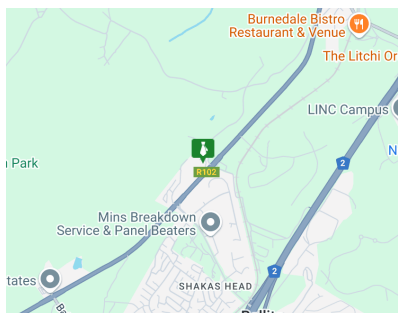 Burnedale Bistro
Restaurant & Venue
The Litchi Or
LINC Campus
N
2
n Park
R102
Mins Breakdown
Service & Panel Beaters
2
tates
SHAKAS HEAD